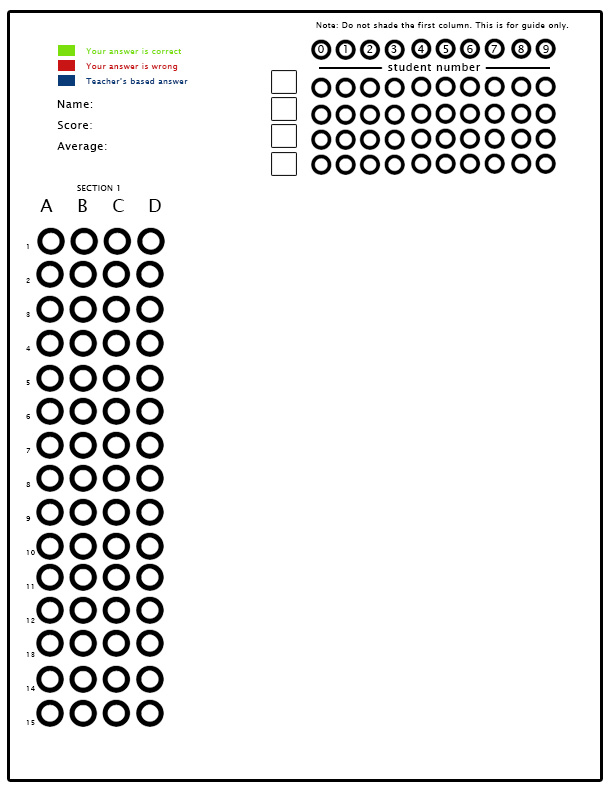 Note: Do not shade the first column. This is for guide only.
0 1 2 3 4 5 6 7 8 9
student number
Your answer is correct
Your answer is wrong
Teacher's based answer
Name:
Score:
Average:
SECTION 1
A B C D
1
2
3
4
5
6
7
8
9
10
11
12
13
14
15